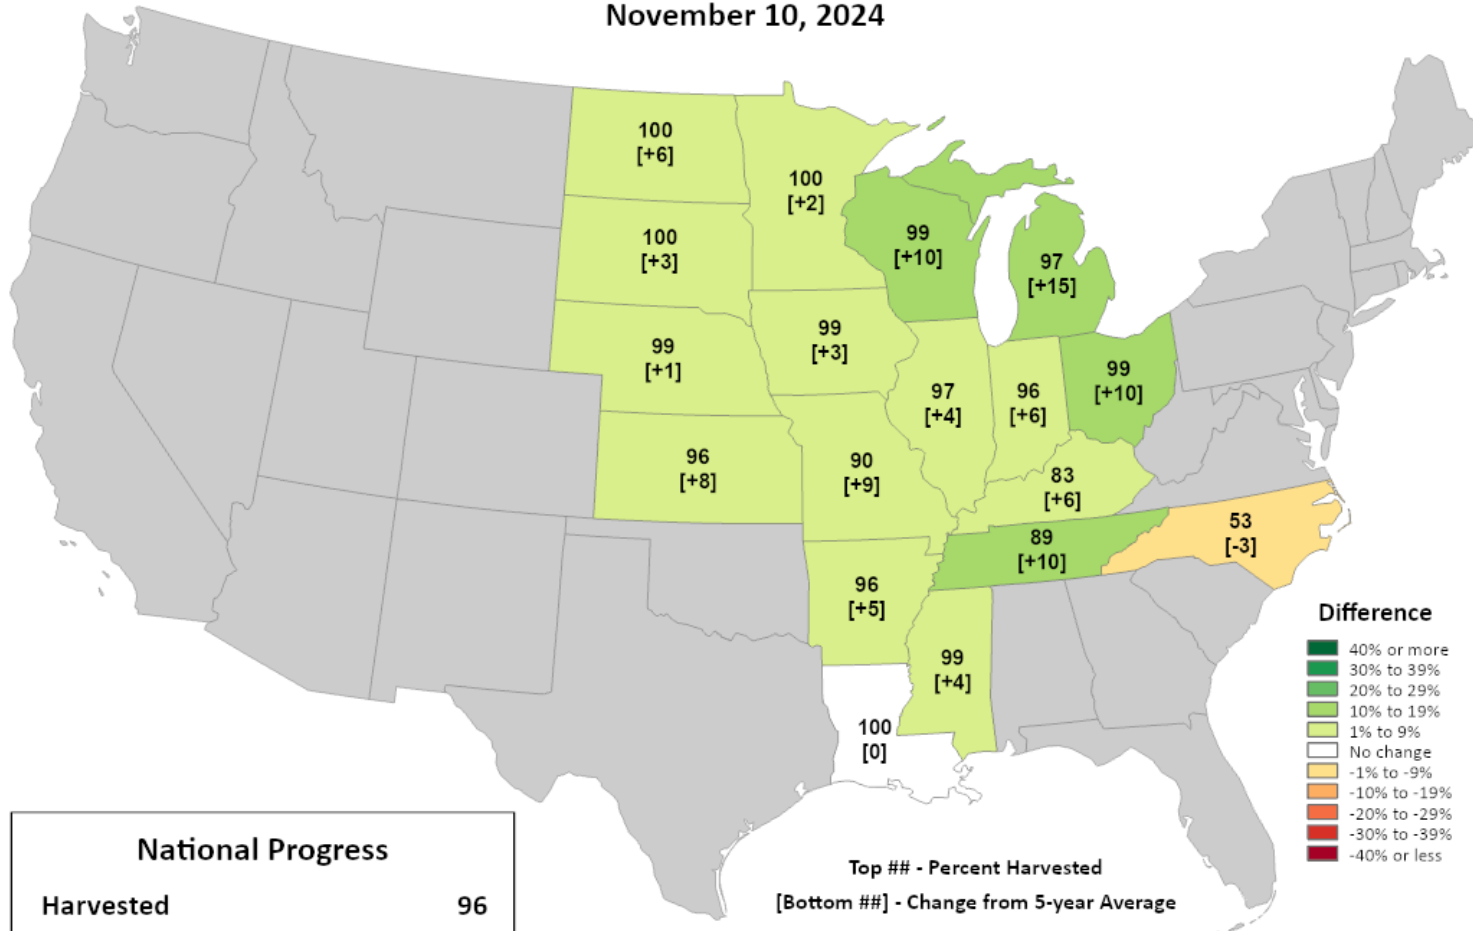 November 10, 2024
100
[+6]
100
[+2]
100
[+3]
99
[+10]
97
[+15]
99
[+1]
99
[+3]
97
[+4]
96
[+6]
99
[+10]
96
[+8]
90
[+9]
83
[+6]
89
[+10]
53
[-3]
96
[+5]
99
[+4]
100
[0]
Difference
40% or more
30% to 39%
20% to 29%
10% to 19%
1% to 9%
No change
-1% to -9%
-10% to -19%
-20% to -29%
-30% to -39%
-40% or less
National Progress
Harvested 96
Top ## - Percent Harvested
[Bottom ##] - Change from 5-year Average